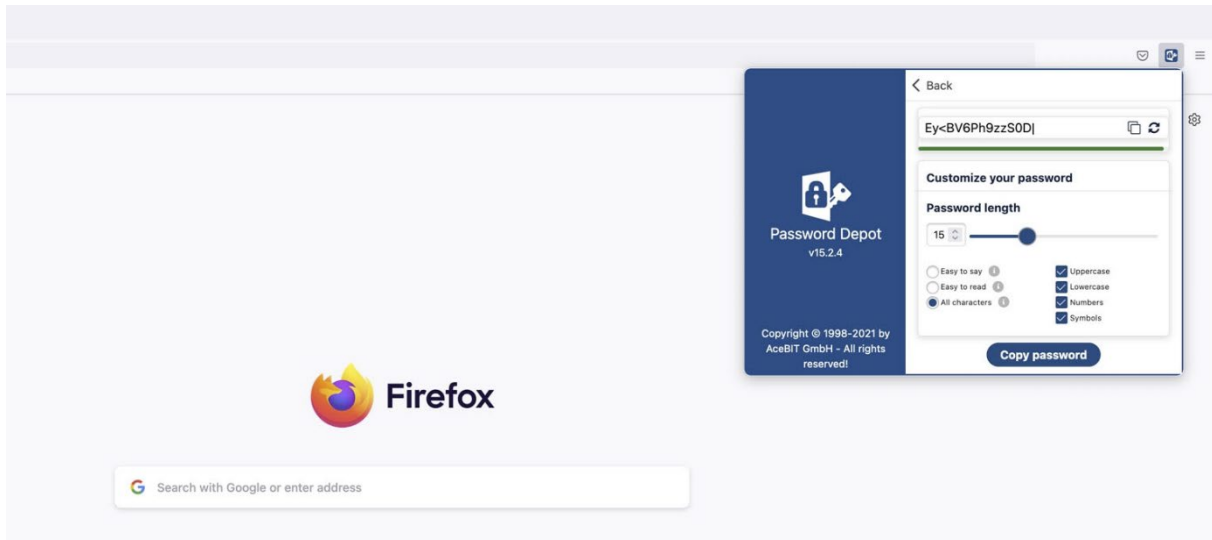 Back
Ey<BV6Ph9zzS0D|
Customize your password
Password length
15
Easy to say
Easy to read
All characters
Uppercase
Lowercase
Numbers
Symbols
Copy password
Password Depot
v15.2.4
Copyright © 1998-2021 by
AceBIT GmbH - All rights
reserved!
Firefox
Search with Google or enter address